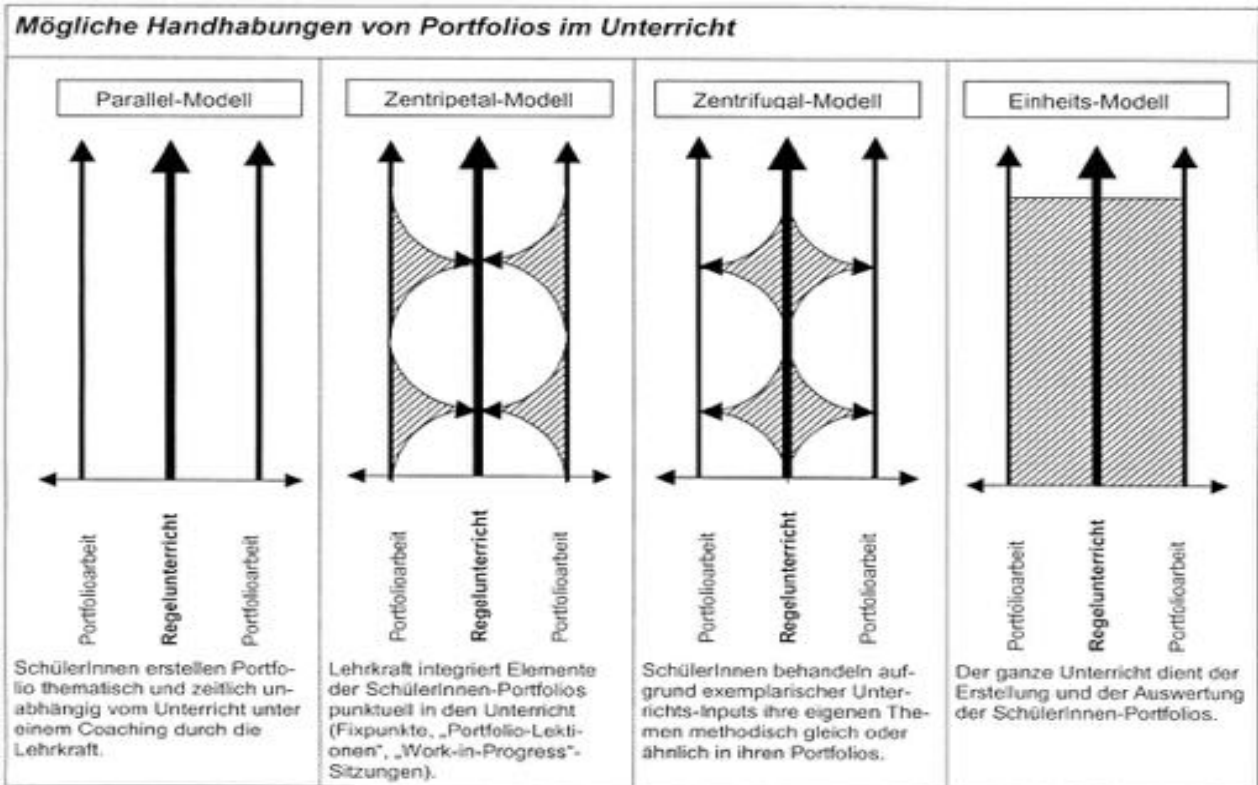 Mögliche Handhabungen von Portfolios im Unterricht
Parallel-Modell
Portfolioarbeit
Regelunterricht
Portfolioarbeit
SchülerInnen erstellen Portfo-
lio thematisch und zeitlich un-
abhängig vom Unterricht unter
einem Coaching durch die
Lehrkraft.
Zentripetal-Modell
Portfolioarbeit
Regelunterricht
Portfolioarbeit
Lehrkraft integriert Elemente
der SchülerInnen-Portfolios
punktuell in den Unterricht
(Fixpunkte, „Portfolio-Lekti-
onen", „Work-in-Progress"-
Sitzungen).
Zentrifugal-Modell
Portfolioarbeit
Regelunterricht
Portfolioarbeit
SchülerInnen behandeln auf-
grund exemplarischer Unter-
richts-Inputs ihre eigenen The-
men methodisch gleich oder
ähnlich in ihren Portfolios.
Einheits-Modell
Portfolioarbeit
Regelunterricht
Portfolioarbeit
Der ganze Unterricht dient der
Erstellung und der Auswertung
der SchülerInnen-Portfolios.